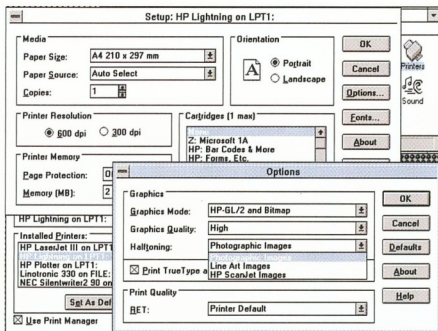 Setup: HP Lightning on LPT1:
Media
Paper Size: A4 210 x 297 mm
Paper Source: Auto Select
Copies: 1
Orientation
A
Portrait
Landscape
OK
Cancel
Options...
Fonts...
About
Printers
Sound
Printer Resolution
600 dpi 300 dpi
Cartridges (1 max)
None
Z: Microsoft 1A
HP: Bar Codes & More
HP: Forms, Etc.
Printer Memory
Page Protection:
Memory (MB): 2
Options
Graphics
Graphics Mode: HP-GL/2 and Bitmap
Graphics Quality: High
Halftoning: Photographic Images
Photographic Images
Line Art Images
HP ScanJet Images
Print TrueType a
Print Quality
RET: Printer Default
OK
Cancel
Defaults
About
Help
HP Lightning on LPT1:
Installed Printers:
HP LaserJet III on LPT1
HP Lightning on LPT1:
HP Plotter on LPT1:
Linotronic 330 on FILE:
NEC Silentwriter2 90 on
Set As Def
Use Print Manager